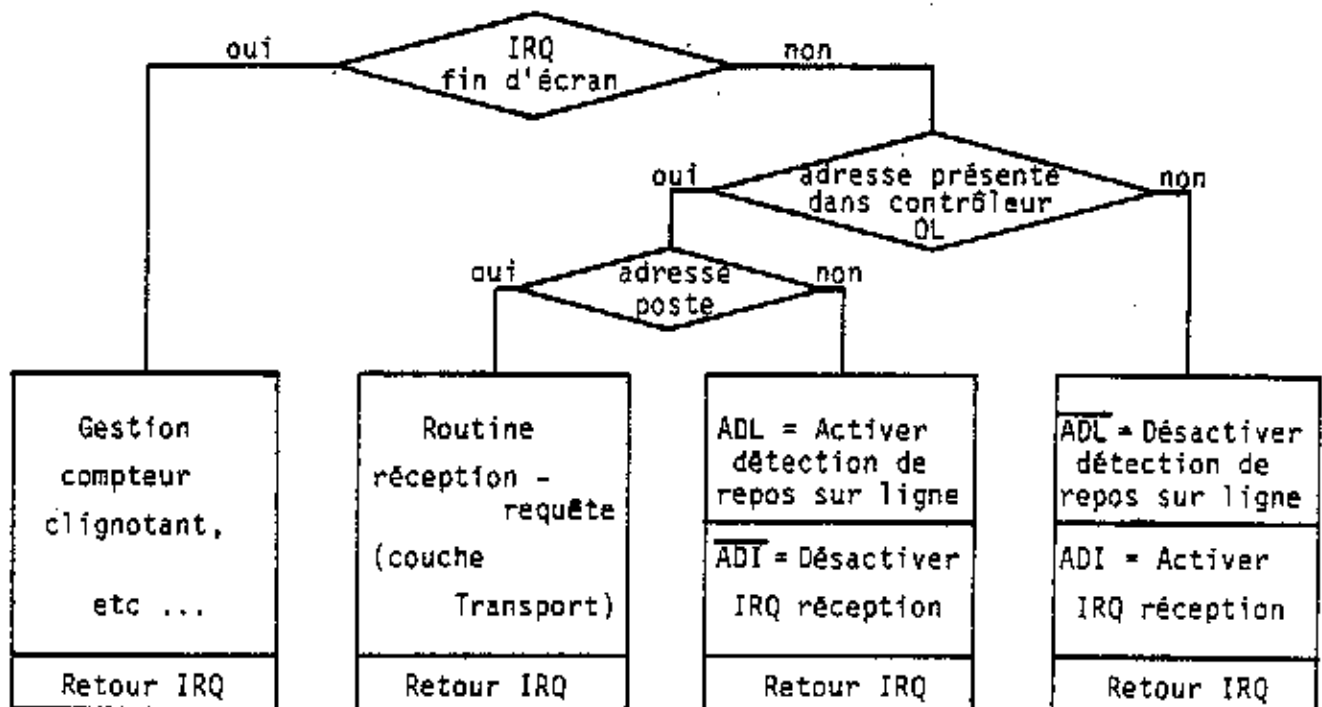 oui
IRQ
fin d'écran
non
oui
adresse présente
dans contrôleur
DL
non
oui
adresse
poste
non
Gestion
compteur
clignotant,
etc ...
Retour IRQ
Routine
réception -
requête
(couche
Transport)
Retour IRQ
ADL = Activer
détection de
repos sur ligne
A̅D̅I̅ = Désactiver
IRQ réception
Retour IRQ
A̅D̅L̅ = Désactiver
détection de
repos sur ligne
ADI = Activer
IRQ réception
Retour IRQ